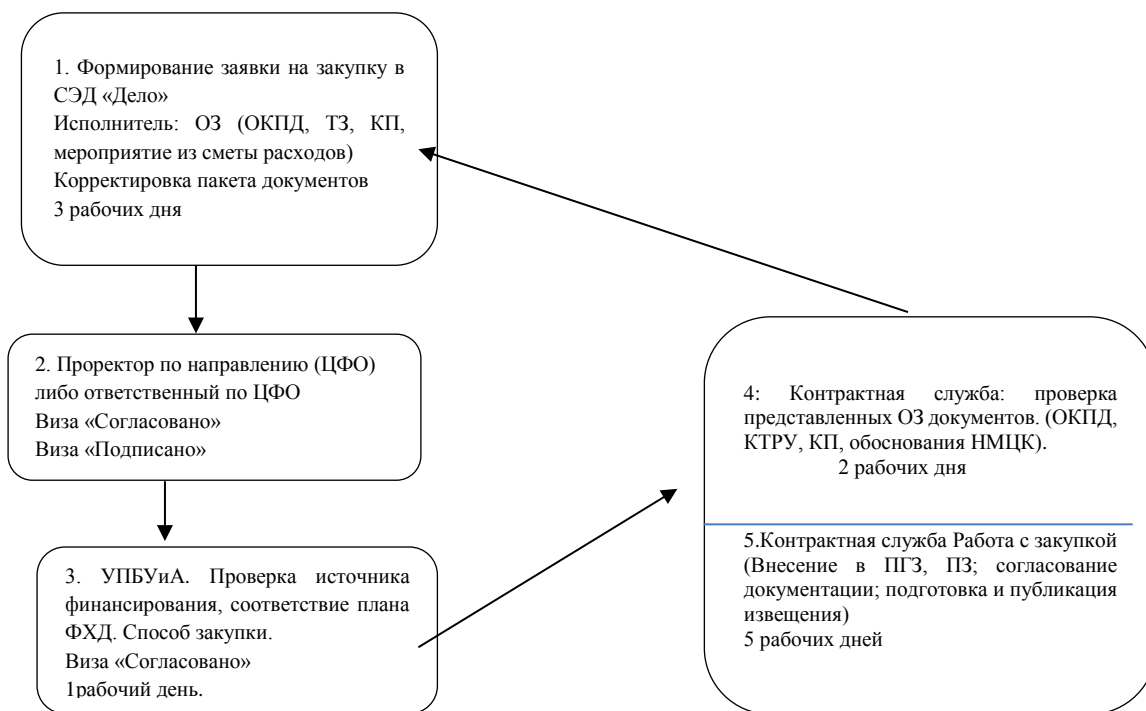 1. Формирование заявки на закупку в
СЭД «Дело»
Исполнитель: ОЗ (ОКПД, ТЗ, КП,
мероприятие из сметы расходов)
Корректировка пакета документов
3 рабочих дня
2. Проректор по направлению (ЦФО)
либо ответственный по ЦФО
Виза «Согласовано»
Виза «Подписано»
3. УПБУиА. Проверка источника
финансирования, соответствие плана
ФХД. Способ закупки.
Виза «Согласовано»
1рабочий день.
4: Контрактная служба: проверка
представленных ОЗ документов. (ОКПД,
КТРУ, КП, обоснования НМЦК).
2 рабочих дня
5.Контрактная служба Работа с закупкой
(Внесение в ПГЗ, ПЗ; согласование
документации; подготовка и публикация
извещения)
5 рабочих дней